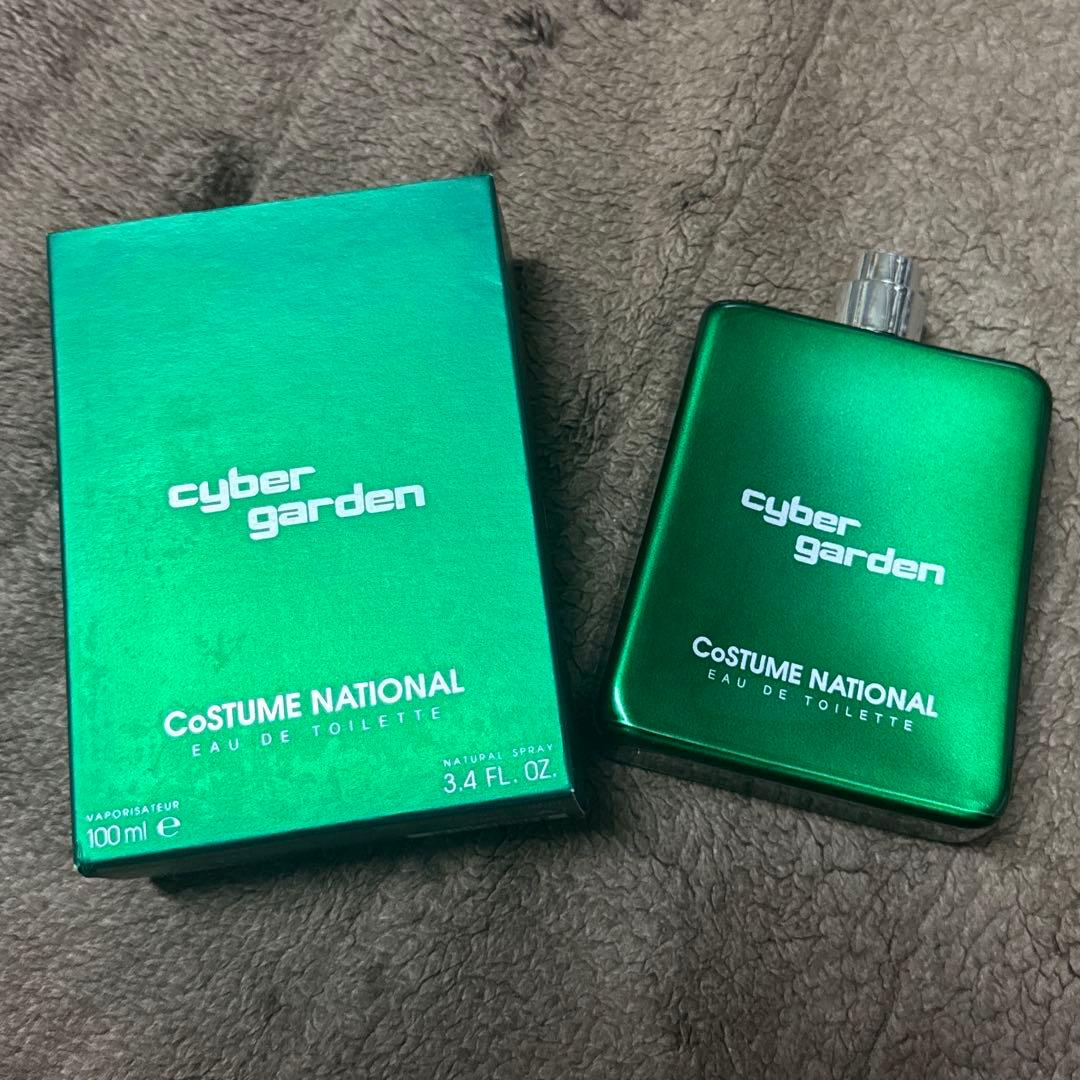 cyber
garden
CoSTUME NATIONAL
EAU DE TOILETTE
VAPORISATEUR
100 ml ℮
NATURAL SPRAY
3.4 FL. OZ.
cyber
garden
CoSTUME NATIONAL
EAU DE TOILETTE